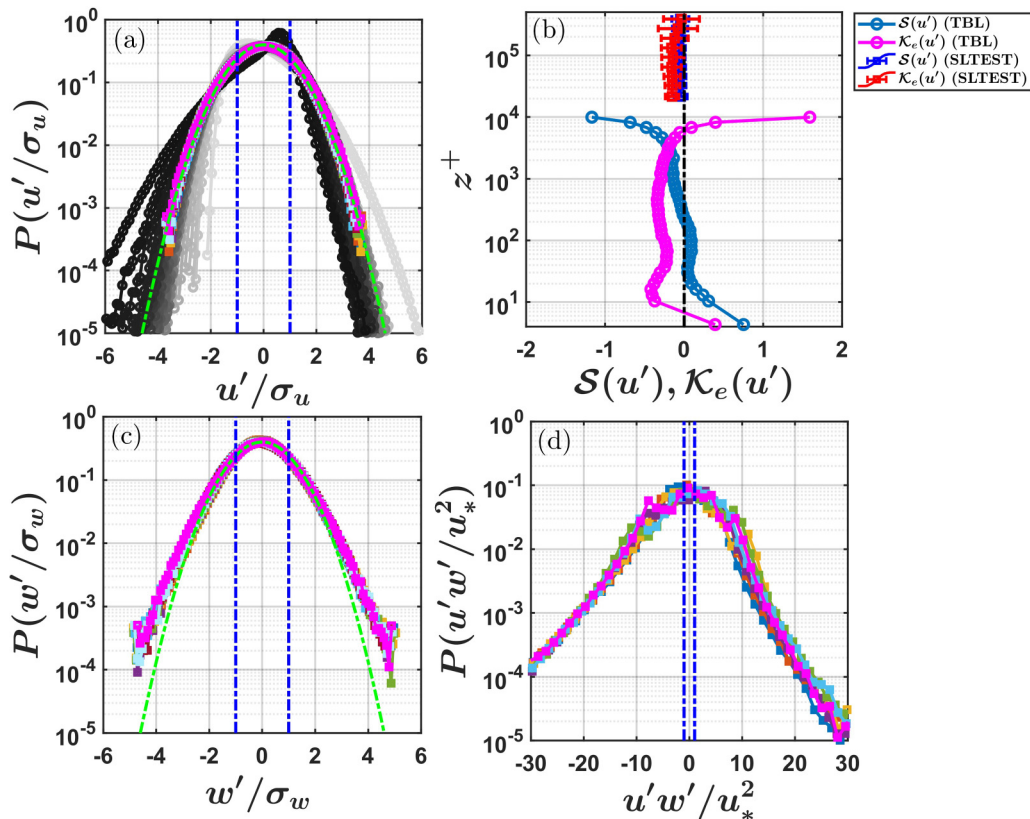 (a)
P(u′/σ_u)
10^0
10^-1
10^-2
10^-3
10^-4
10^-5
-6 -4 -2 0 2 4 6
u′/σ_u
(b)
z^+
10^5
10^4
10^3
10^2
10^1
-2 -1 0 1 2
𝒮(u′), 𝒦_e(u′)
𝒮(u′) (TBL)
𝒦_e(u′) (TBL)
𝒮(u′) (SLTEST)
𝒦_e(u′) (SLTEST)
(c)
P(w′/σ_w)
10^0
10^-1
10^-2
10^-3
10^-4
10^-5
-6 -4 -2 0 2 4 6
w′/σ_w
(d)
P(u′w′/u_*^2)
10^0
10^-1
10^-2
10^-3
10^-4
10^-5
-30 -20 -10 0 10 20 30
u′w′/u_*^2